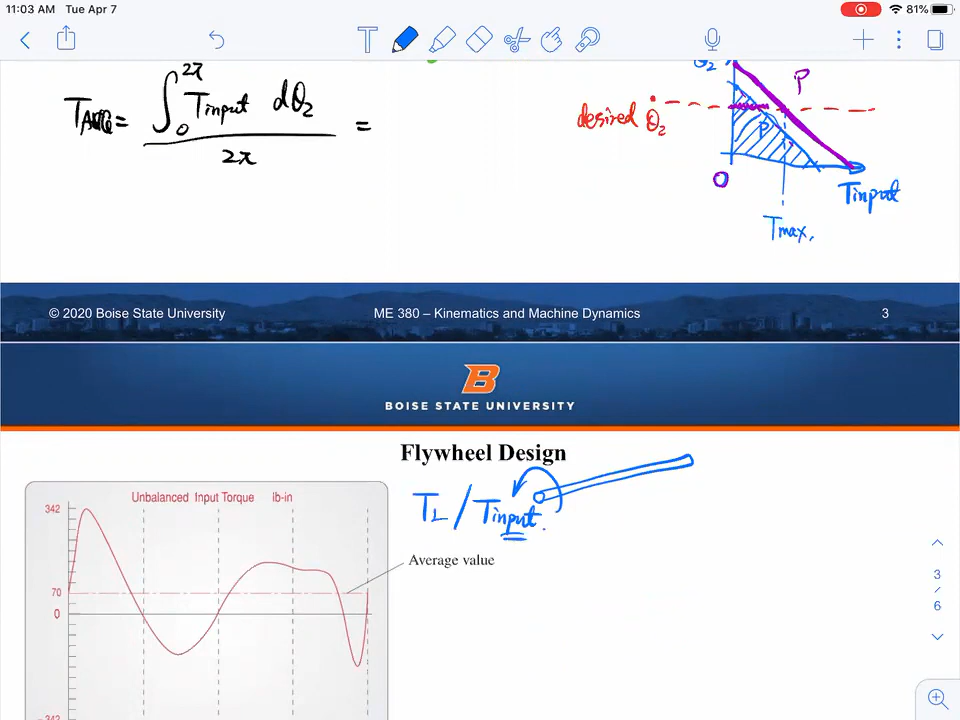 11:03 AM Tue Apr 7
81%
T
TAVG = ∫ 2π 0 Tinput dθ2 / 2π =
θ2
P
desired θ̇2
P
O
Tinput
Tmax,
© 2020 Boise State University
ME 380 – Kinematics and Machine Dynamics
3
B
BOISE STATE UNIVERSITY
Flywheel Design
TL / Tinput.
Unbalanced Input Torque lb-in
342
Average value
70
0
-342
3
/
6